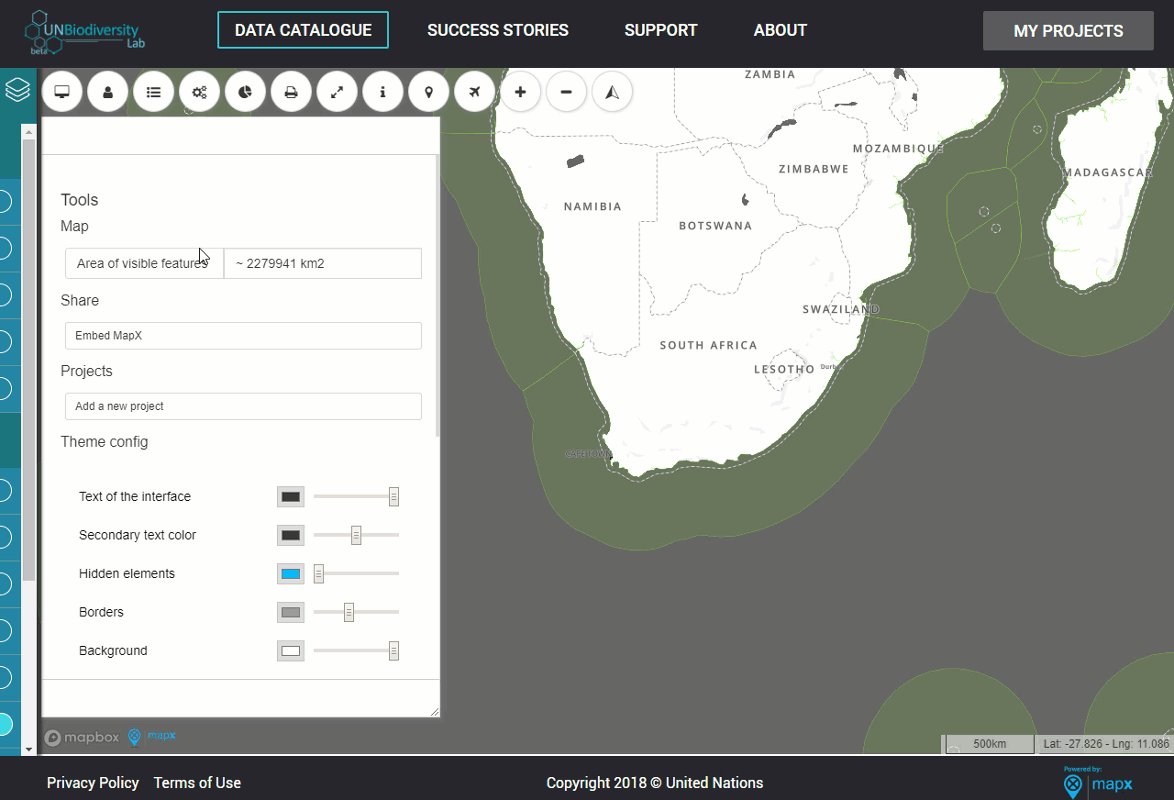 UNBiodiversity
Lab
beta
DATA CATALOGUE
SUCCESS STORIES
SUPPORT
ABOUT
MY PROJECTS
Tools
Map
Area of visible features
~ 2279941 km2
Share
Embed MapX
Projects
Add a new project
Theme config
Text of the interface
Secondary text color
Hidden elements
Borders
Background
ZAMBIA
MOZAMBIQUE
ZIMBABWE
MADAGASCAR
NAMIBIA
BOTSWANA
SWAZILAND
SOUTH AFRICA
LESOTHO
Durb
CAPE TOWN
mapbox
mapx
500km
Lat: -27.826 - Lng: 11.086
Privacy Policy
Terms of Use
Copyright 2018 © United Nations
Powered by:
mapx